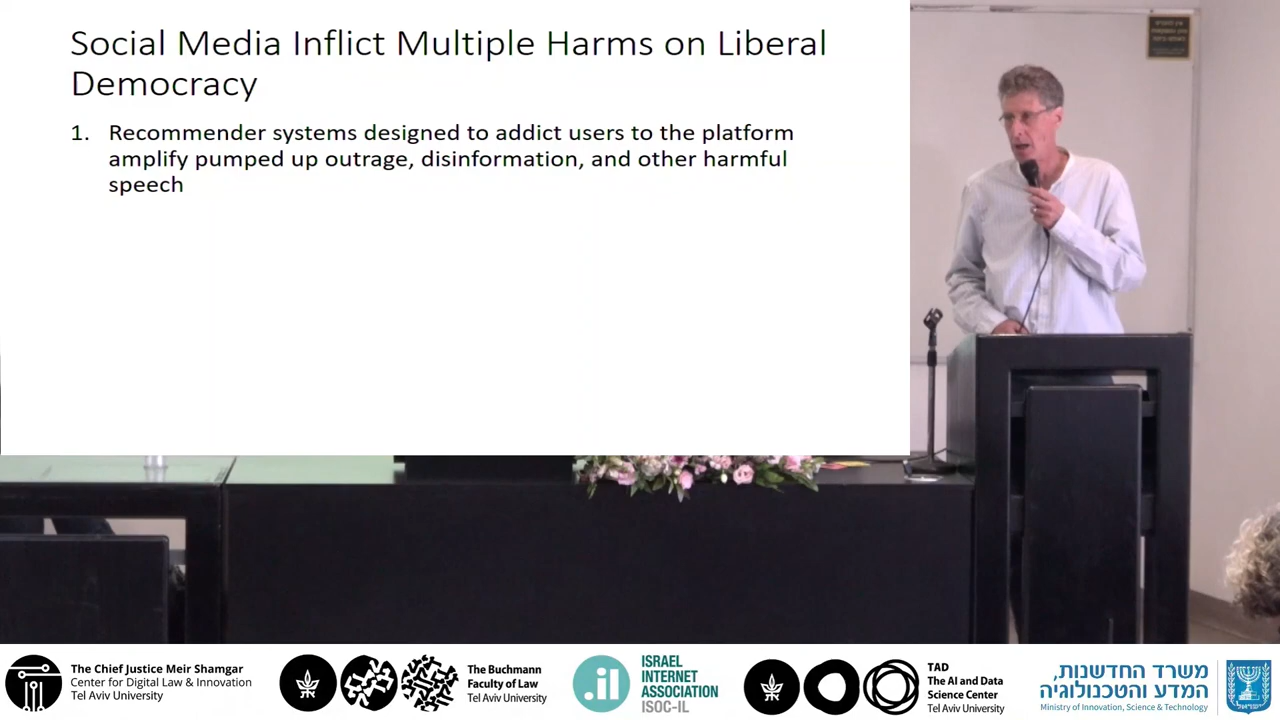 Social Media Inflict Multiple Harms on Liberal
Democracy
1. Recommender systems designed to addict users to the platform
amplify pumped up outrage, disinformation, and other harmful
speech
The Chief Justice Meir Shamgar
Center for Digital Law & Innovation
Tel Aviv University
The Buchmann
Faculty of Law
Tel Aviv University
.il
ISRAEL
INTERNET
ASSOCIATION
ISOC-IL
TAD
The AI and Data
Science Center
Tel Aviv University
משרד החדשנות,
המדע והטכנולוגיה
Ministry of Innovation, Science & Technology